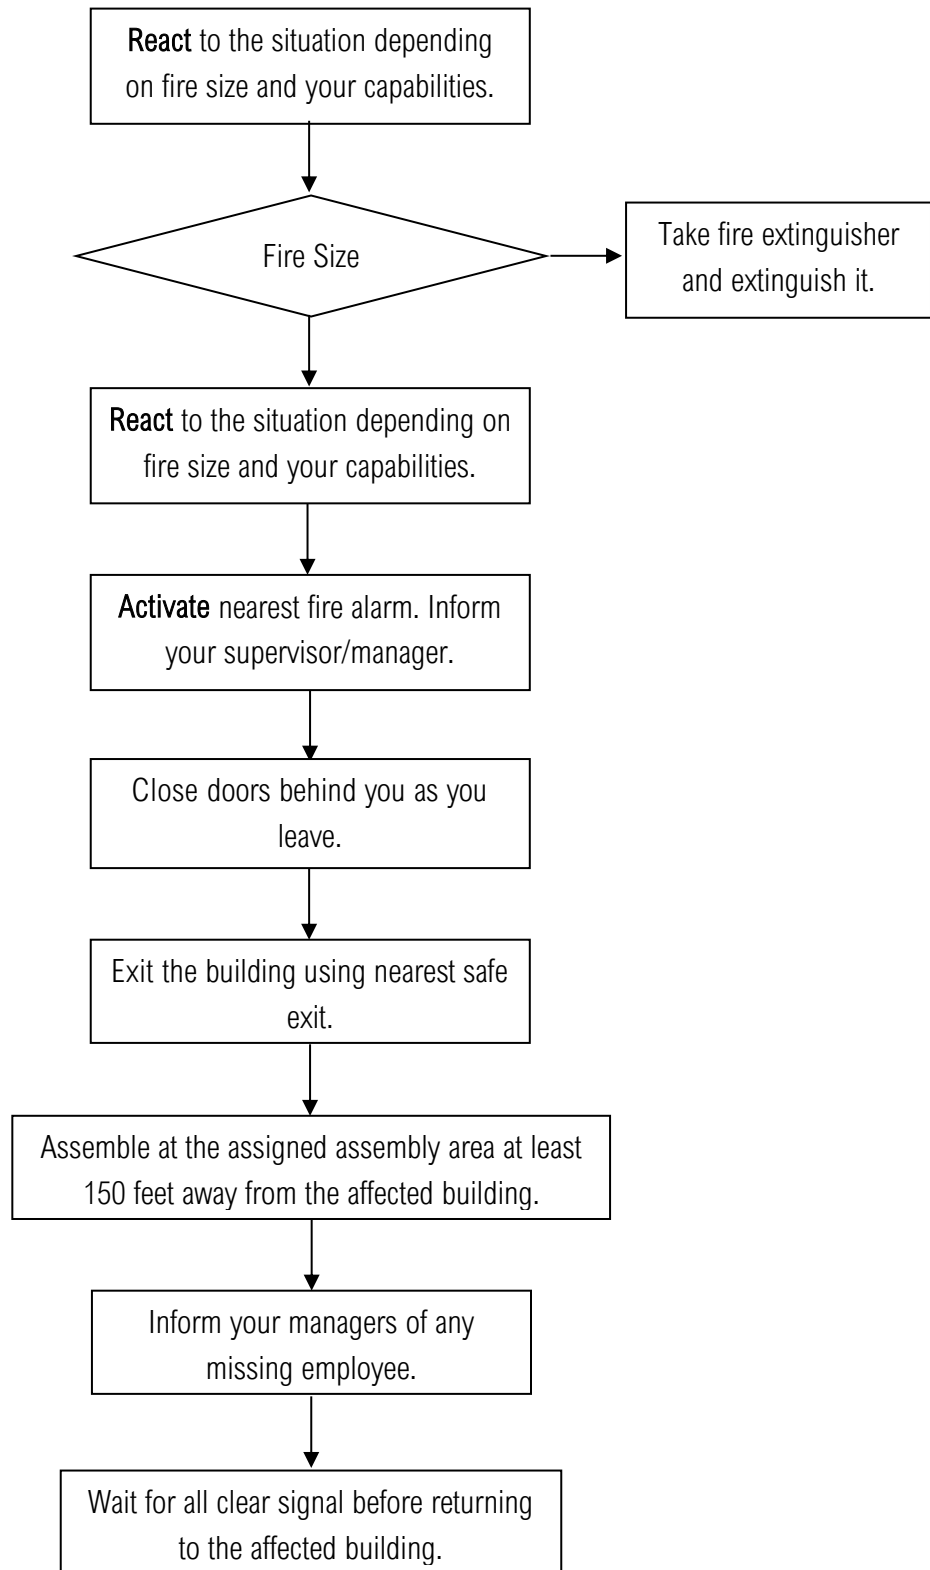 React to the situation depending
on fire size and your capabilities.
Fire Size
Take fire extinguisher
and extinguish it.
React to the situation depending on
fire size and your capabilities.
Activate nearest fire alarm. Inform
your supervisor/manager.
Close doors behind you as you
leave.
Exit the building using nearest safe
exit.
Assemble at the assigned assembly area at least
150 feet away from the affected building.
Inform your managers of any
missing employee.
Wait for all clear signal before returning
to the affected building.